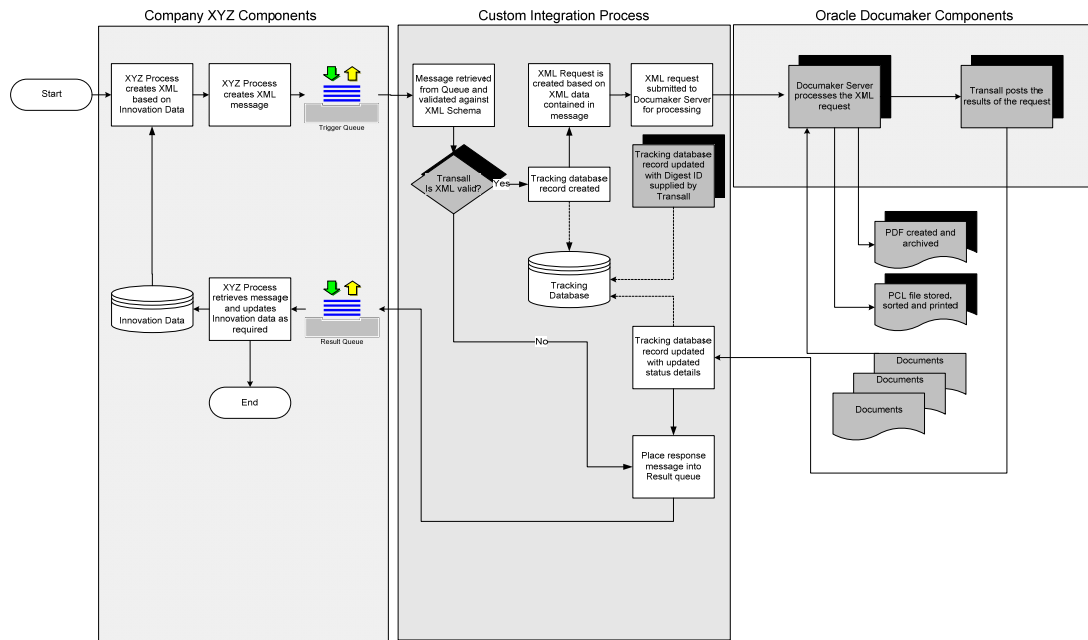 Company XYZ Components
Custom Integration Process
Oracle Documaker Components
Start
XYZ Process
creates XML
based on
Innovation Data
XYZ Process
creates XML
message
Trigger Queue
Message retrieved
from Queue and
validated against
XML Schema
XML Request is
created based on
XML data
contained in
message
XML request
submitted to
Documaker Server
for processing
Documaker Server
processes the XML
request
Transall posts the
results of the request
Transall
Is XML valid?
Yes
Tracking database
record created
Tracking database
record updated
with Digest ID
supplied by
Transall
PDF created and
archived
Tracking
Database
PCL file stored,
sorted and printed
Innovation Data
XYZ Process
retrieves message
and updates
Innovation data as
required
Result Queue
No
Tracking database
record updated
with updated
status details
Documents
Documents
Documents
End
Place response
message into
Result queue